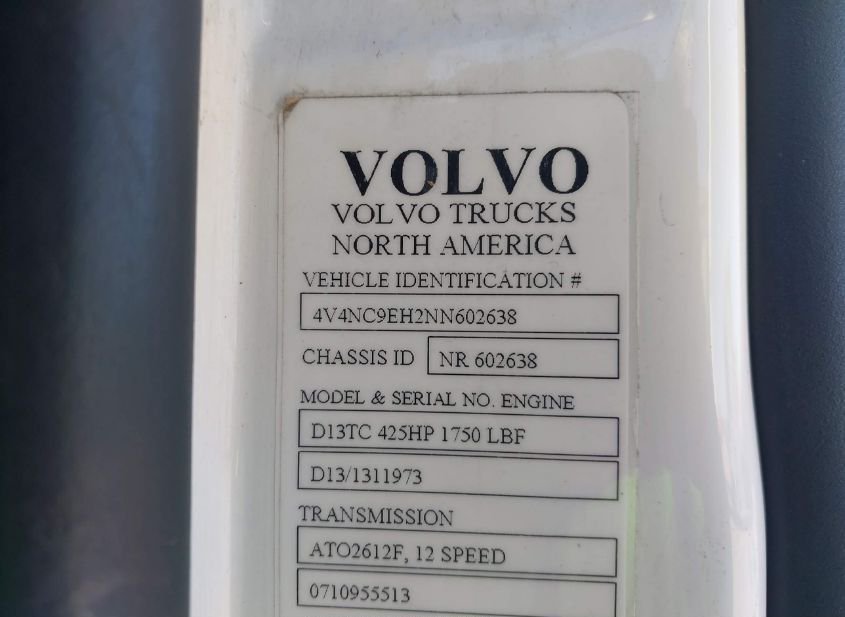 VOLVO
VOLVO TRUCKS
NORTH AMERICA
VEHICLE IDENTIFICATION #
4V4NC9EH2NN602638
CHASSIS ID NR 602638
MODEL & SERIAL NO. ENGINE
D13TC 425HP 1750 LBF
D13/1311973
TRANSMISSION
ATO2612F, 12 SPEED
0710955513